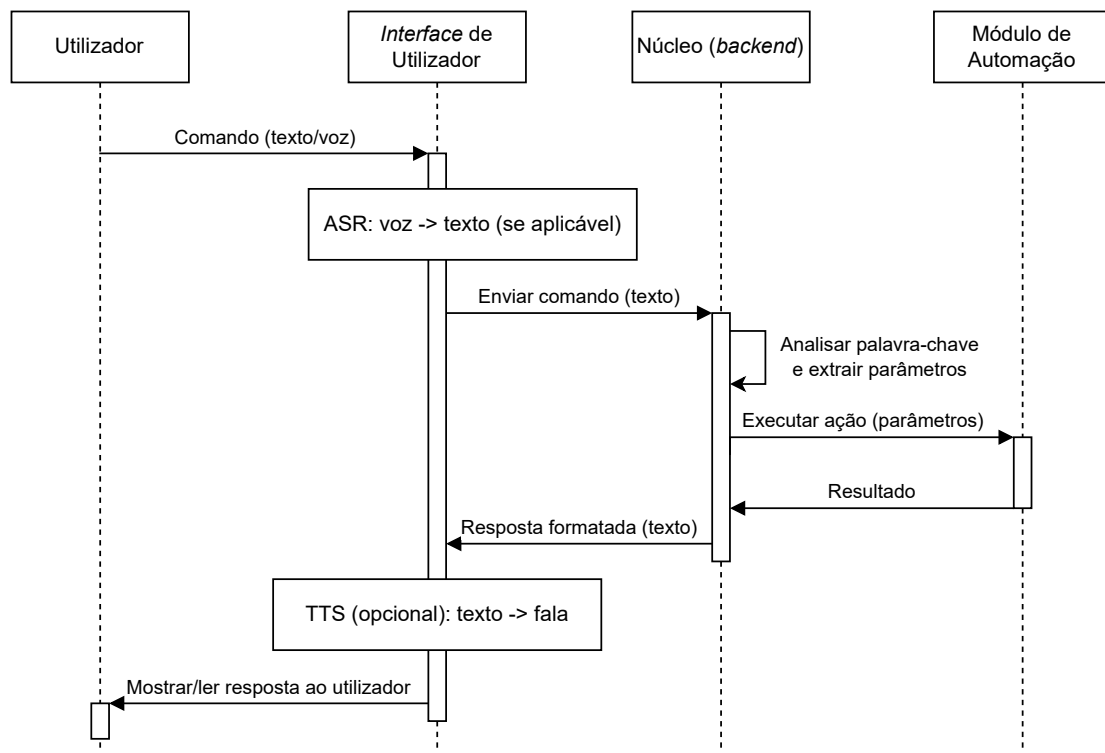 Utilizador
Interface de
Utilizador
Núcleo (backend)
Módulo de
Automação
Comando (texto/voz)
ASR: voz -> texto (se aplicável)
Enviar comando (texto)
Analisar palavra-chave
e extrair parâmetros
Executar ação (parâmetros)
Resultado
Resposta formatada (texto)
TTS (opcional): texto -> fala
Mostrar/ler resposta ao utilizador